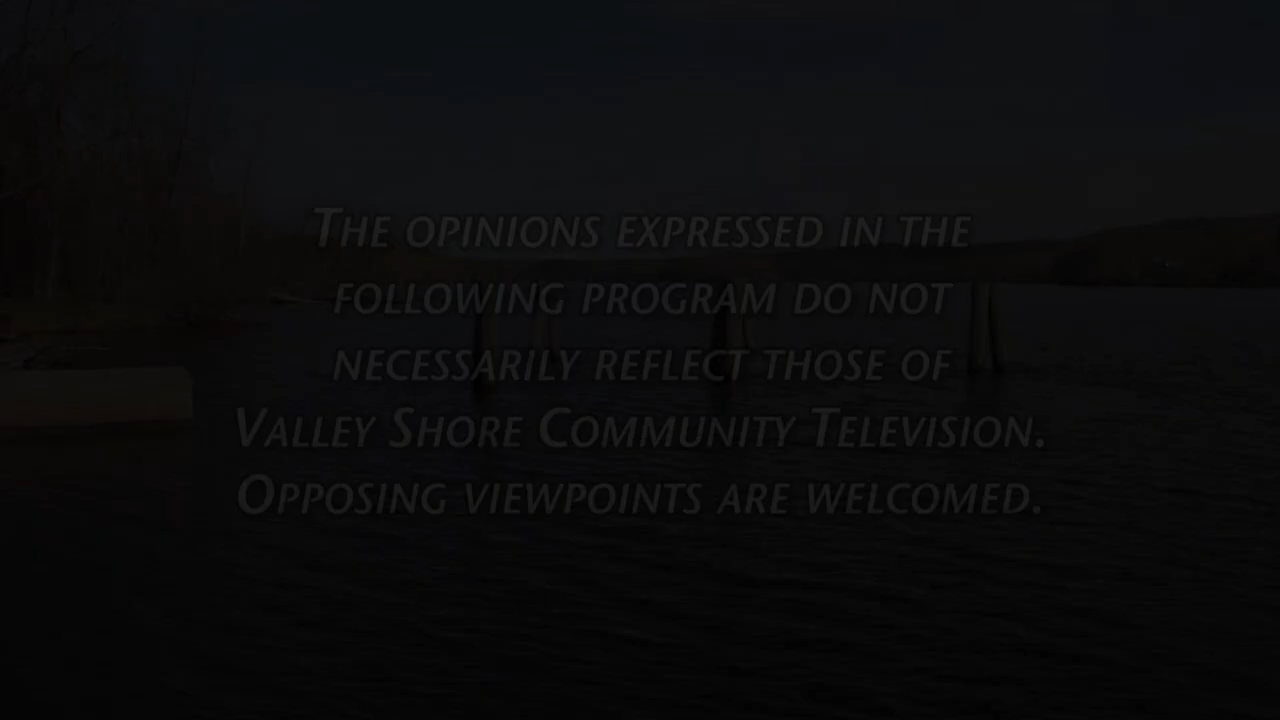 The opinions expressed in the
following program do not
necessarily reflect those of
Valley Shore Community Television.
Opposing viewpoints are welcomed.